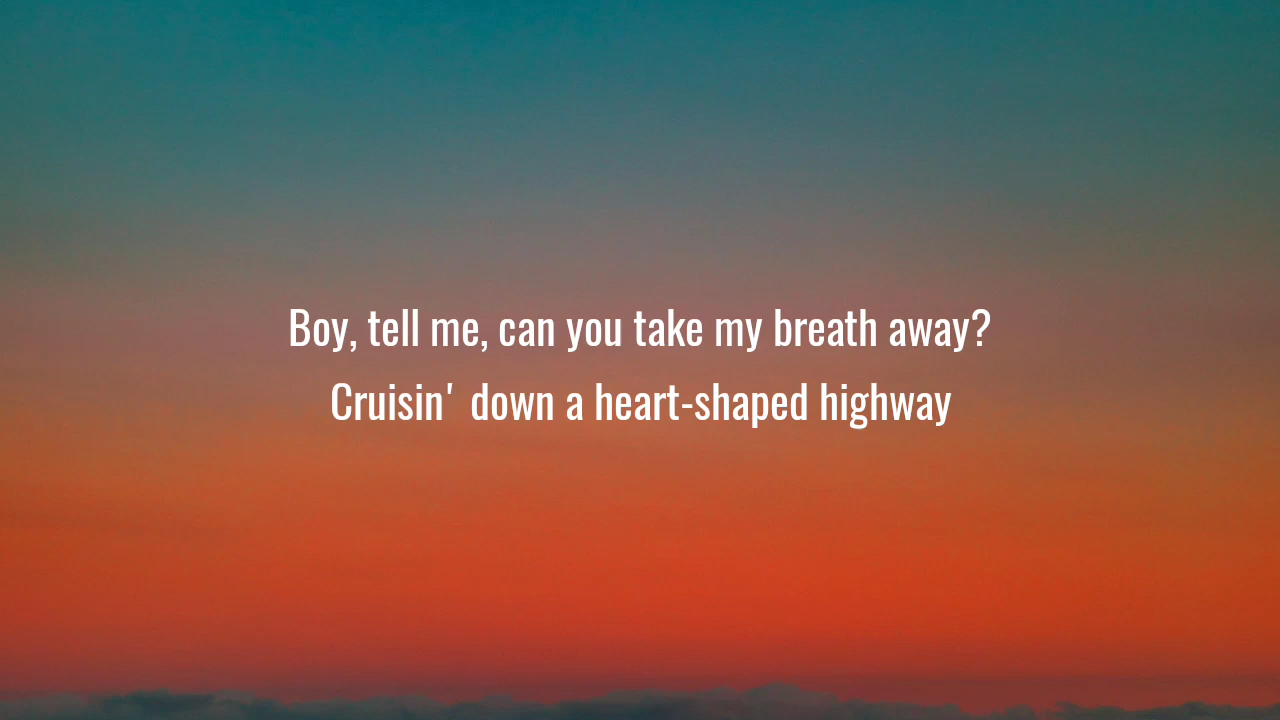 Boy, tell me, can you take my breath away?
Cruisin' down a heart-shaped highway